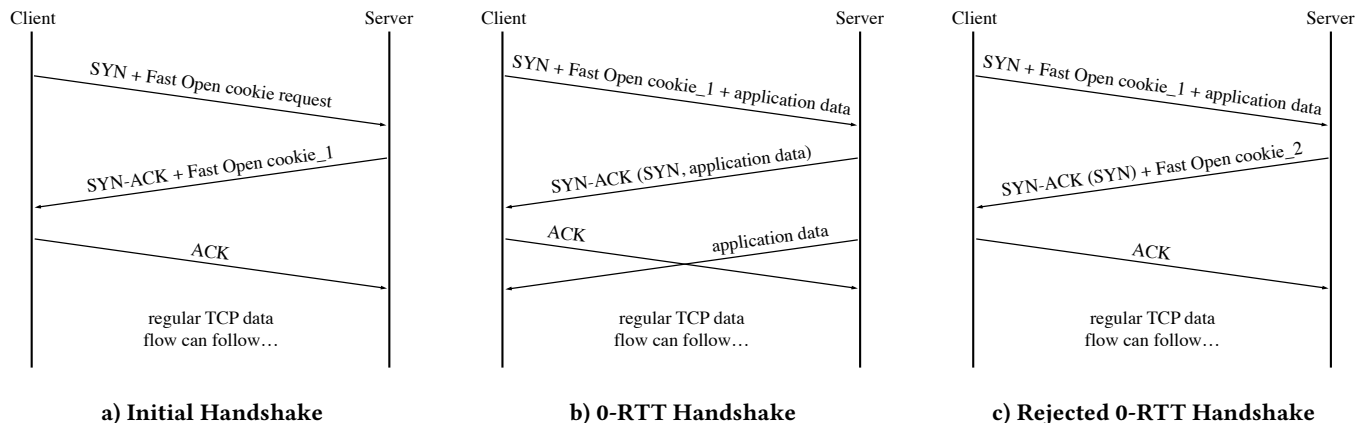 Client
Server
SYN + Fast Open cookie request
SYN-ACK + Fast Open cookie_1
ACK
regular TCP data
flow can follow…
a) Initial Handshake
Client
Server
SYN + Fast Open cookie_1 + application data
SYN-ACK (SYN, application data)
ACK
application data
regular TCP data
flow can follow…
b) 0-RTT Handshake
Client
Server
SYN + Fast Open cookie_1 + application data
SYN-ACK (SYN) + Fast Open cookie_2
ACK
regular TCP data
flow can follow…
c) Rejected 0-RTT Handshake